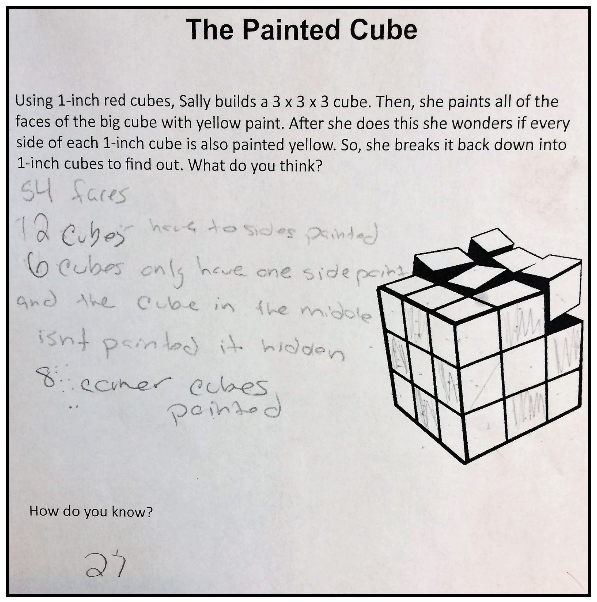 The Painted Cube
Using 1-inch red cubes, Sally builds a 3 x 3 x 3 cube. Then, she paints all of the
faces of the big cube with yellow paint. After she does this she wonders if every
side of each 1-inch cube is also painted yellow. So, she breaks it back down into
1-inch cubes to find out. What do you think?
54 faces
12 cubes have to sides painted
6 cubes only have one side paint
and the cube in the middle
isnt painted it hidden
8 corner cubes
painted
How do you know?
27